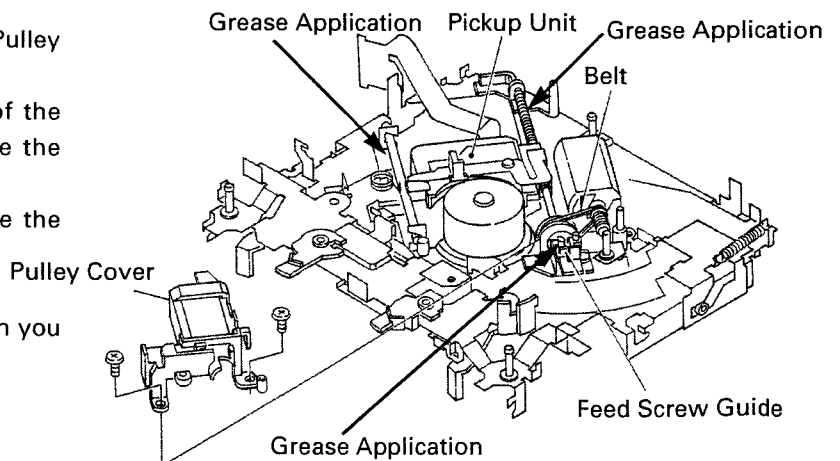 Pulley
of the
e the
e the
n you
Grease Application
Pickup Unit
Grease Application
Belt
Pulley Cover
Feed Screw Guide
Grease Application